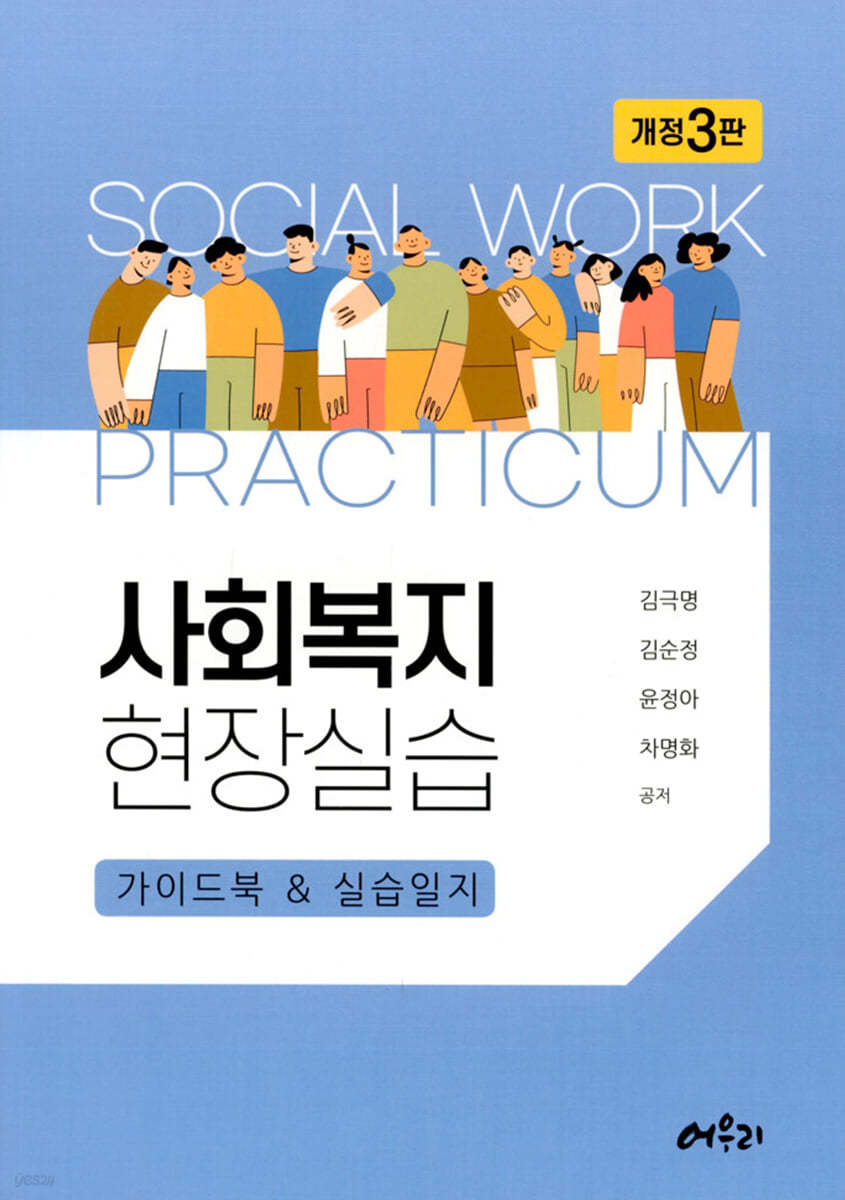 개정3판
SOCIAL WORK
PRACTICUM
사회복지
현장실습
가이드북 & 실습일지
김극명
김순정
윤정아
차명화
공저
어우리
yes24